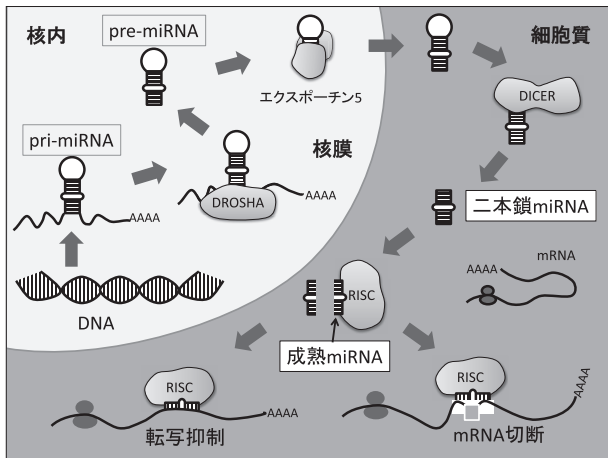 核内
pre-miRNA
エクスポーチン5
細胞質
DICER
pri-miRNA
核膜
AAAA
DROSHA
AAAA
二本鎖miRNA
DNA
mRNA
AAAA
RISC
成熟miRNA
RISC
AAAA
転写抑制
RISC
AAAA
mRNA切断